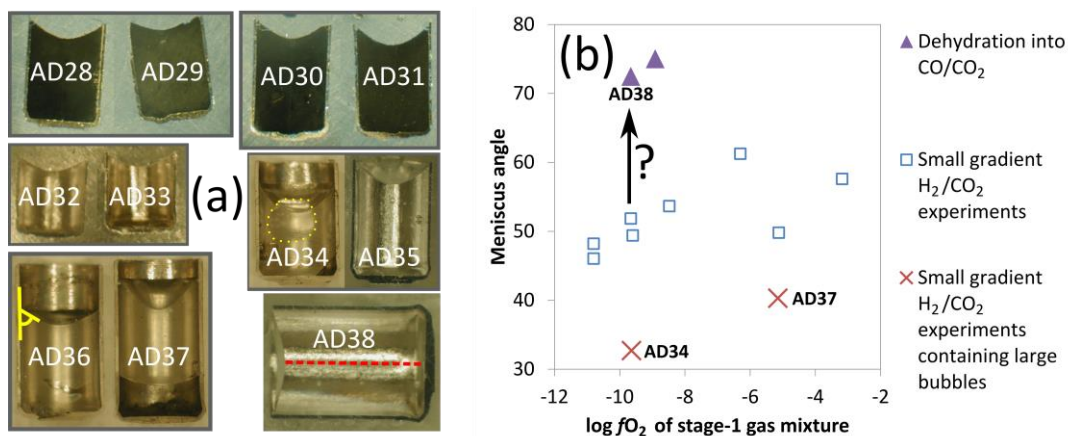 AD28 AD29 AD30 AD31
AD32 AD33 (a) AD34 AD35
AD36 AD37 AD38
(b)
Meniscus angle
80
70
60
50
40
30
AD38
?
AD37
AD34
-12 -10 -8 -6 -4 -2
log fO₂ of stage-1 gas mixture
Dehydration into
CO/CO₂
Small gradient
H₂/CO₂
experiments
Small gradient
H₂/CO₂
experiments
containing large
bubbles